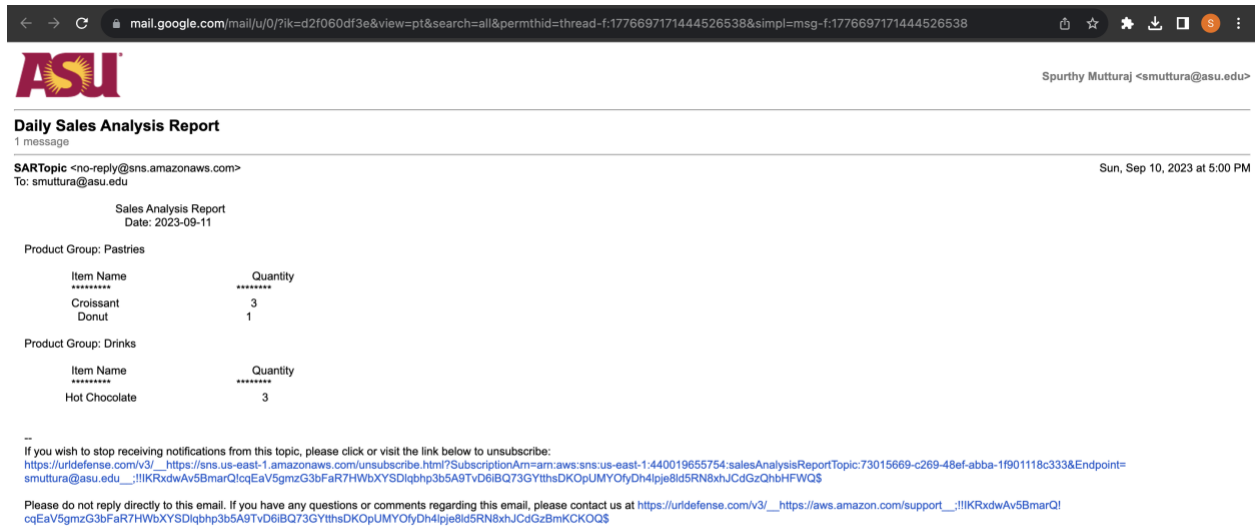 mail.google.com/mail/u/0/?ik=d2f060df3e&view=pt&search=all&permthid=thread-f:1776697171444526538&simpl=msg-f:1776697171444526538
S
ASU
Spurthy Mutturaj <smuttura@asu.edu>
Daily Sales Analysis Report
1 message
SARTopic <no-reply@sns.amazonaws.com> Sun, Sep 10, 2023 at 5:00 PM
To: smuttura@asu.edu
Sales Analysis Report
Date: 2023-09-11
Product Group: Pastries
Item Name Quantity
********* ********
Croissant 3
Donut 1
Product Group: Drinks
Item Name Quantity
********* ********
Hot Chocolate 3
--
If you wish to stop receiving notifications from this topic, please click or visit the link below to unsubscribe:
https://urldefense.com/v3/__https://sns.us-east-1.amazonaws.com/unsubscribe.html?SubscriptionArn=arn:aws:sns:us-east-1:440019655754:salesAnalysisReportTopic:73015669-c269-48ef-abba-1f901118c333&Endpoint=
smuttura@asu.edu__;!!IKRxdwAv5BmarQ!cqEaV5gmzG3bFaR7HWbXYSDlqbhp3b5A9TvD6iBQ73GYtthsDKOpUMYOfyDh4lpje8ld5RN8xhJCdGzQhbHFWQ$
Please do not reply directly to this email. If you have any questions or comments regarding this email, please contact us at https://urldefense.com/v3/__https://aws.amazon.com/support__;!!IKRxdwAv5BmarQ!
cqEaV5gmzG3bFaR7HWbXYSDlqbhp3b5A9TvD6iBQ73GYtthsDKOpUMYOfyDh4lpje8ld5RN8xhJCdGzBmKCKOQ$